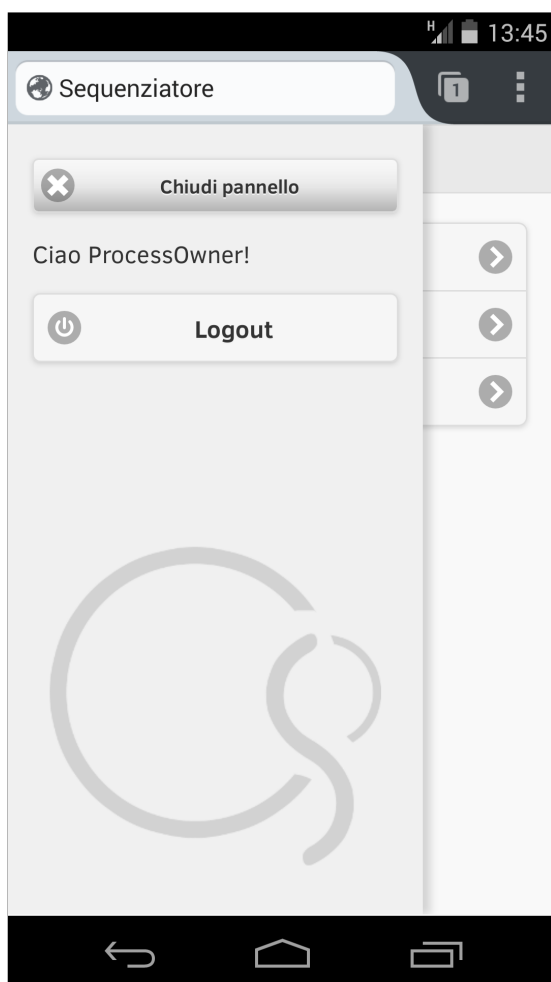 H 13:45
Sequenziatore
1
Chiudi pannello
Ciao ProcessOwner!
Logout